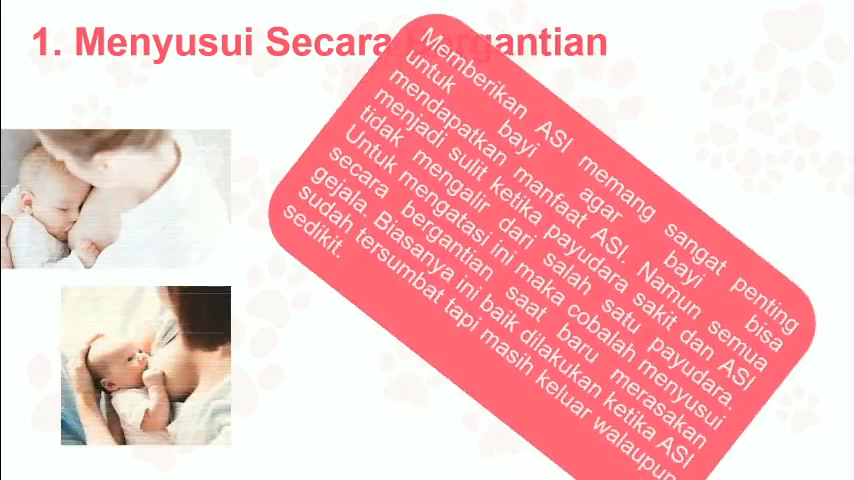 1. Menyusui Secara Bergantian
Memberikan ASI memang sangat penting
untuk bayi agar bayi bisa
mendapatkan manfaat ASI. Namun semua
menjadi sulit ketika payudara sakit dan ASI
tidak mengalir dari salah satu payudara.
Untuk mengatasi ini maka cobalah menyusui
secara bergantian saat baru merasakan
gejala. Biasanya ini baik dilakukan ketika ASI
sudah tersumbat tapi masih keluar walaupun
sedikit.